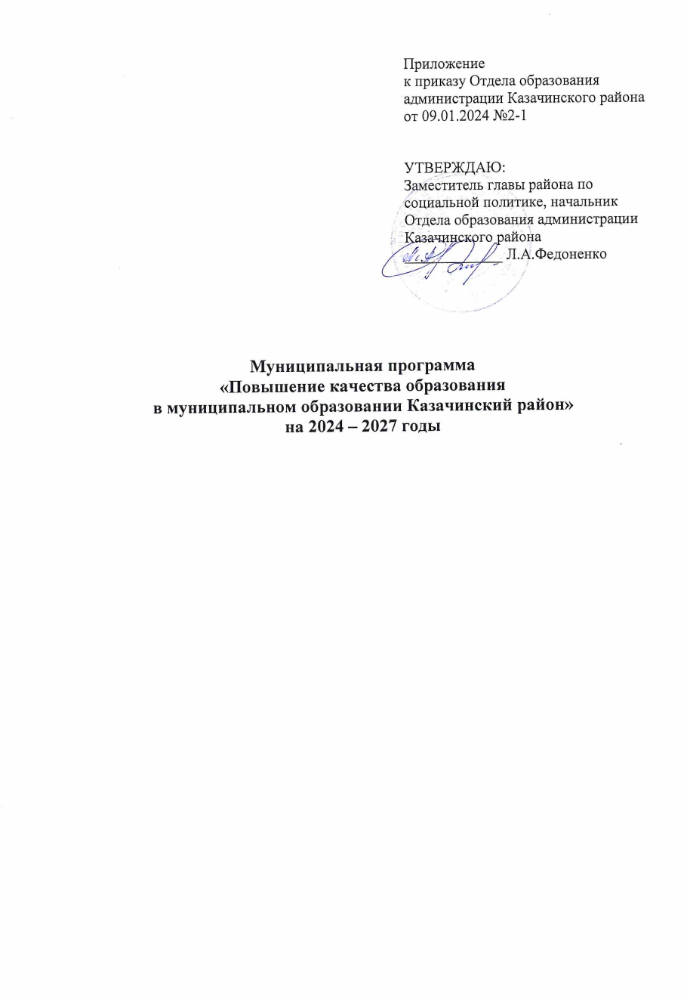 Приложение
к приказу Отдела образования
администрации Казачинского района
от 09.01.2024 №2-1
УТВЕРЖДАЮ:
Заместитель главы района по
социальной политике, начальник
Отдела образования администрации
Казачинского района
______________ Л.А.Федоненко
Муниципальная программа
«Повышение качества образования
в муниципальном образовании Казачинский район»
на 2024 – 2027 годы